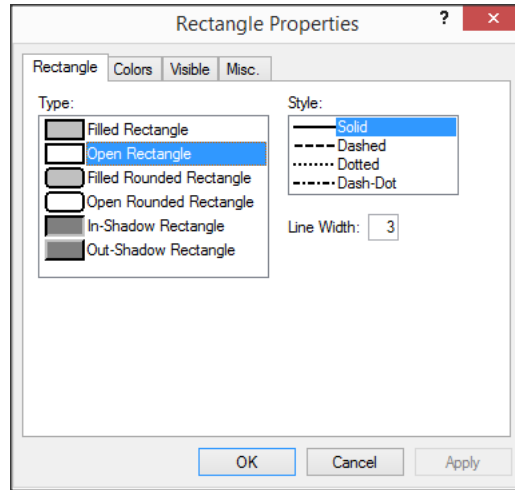 Rectangle Properties ? ×
Rectangle Colors Visible Misc.
Type:
Filled Rectangle
Open Rectangle
Filled Rounded Rectangle
Open Rounded Rectangle
In-Shadow Rectangle
Out-Shadow Rectangle
Style:
Solid
Dashed
Dotted
Dash-Dot
Line Width: 3
OK Cancel Apply